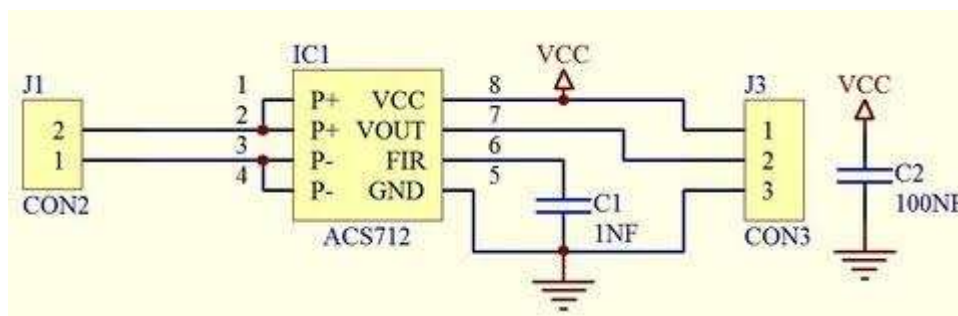 J1
2
1
CON2
IC1
1
2
3
4
P+
P+
P-
P-
VCC
VOUT
FIR
GND
ACS712
8
7
6
5
VCC
C1
1NF
J3
1
2
3
CON3
VCC
C2
100NF